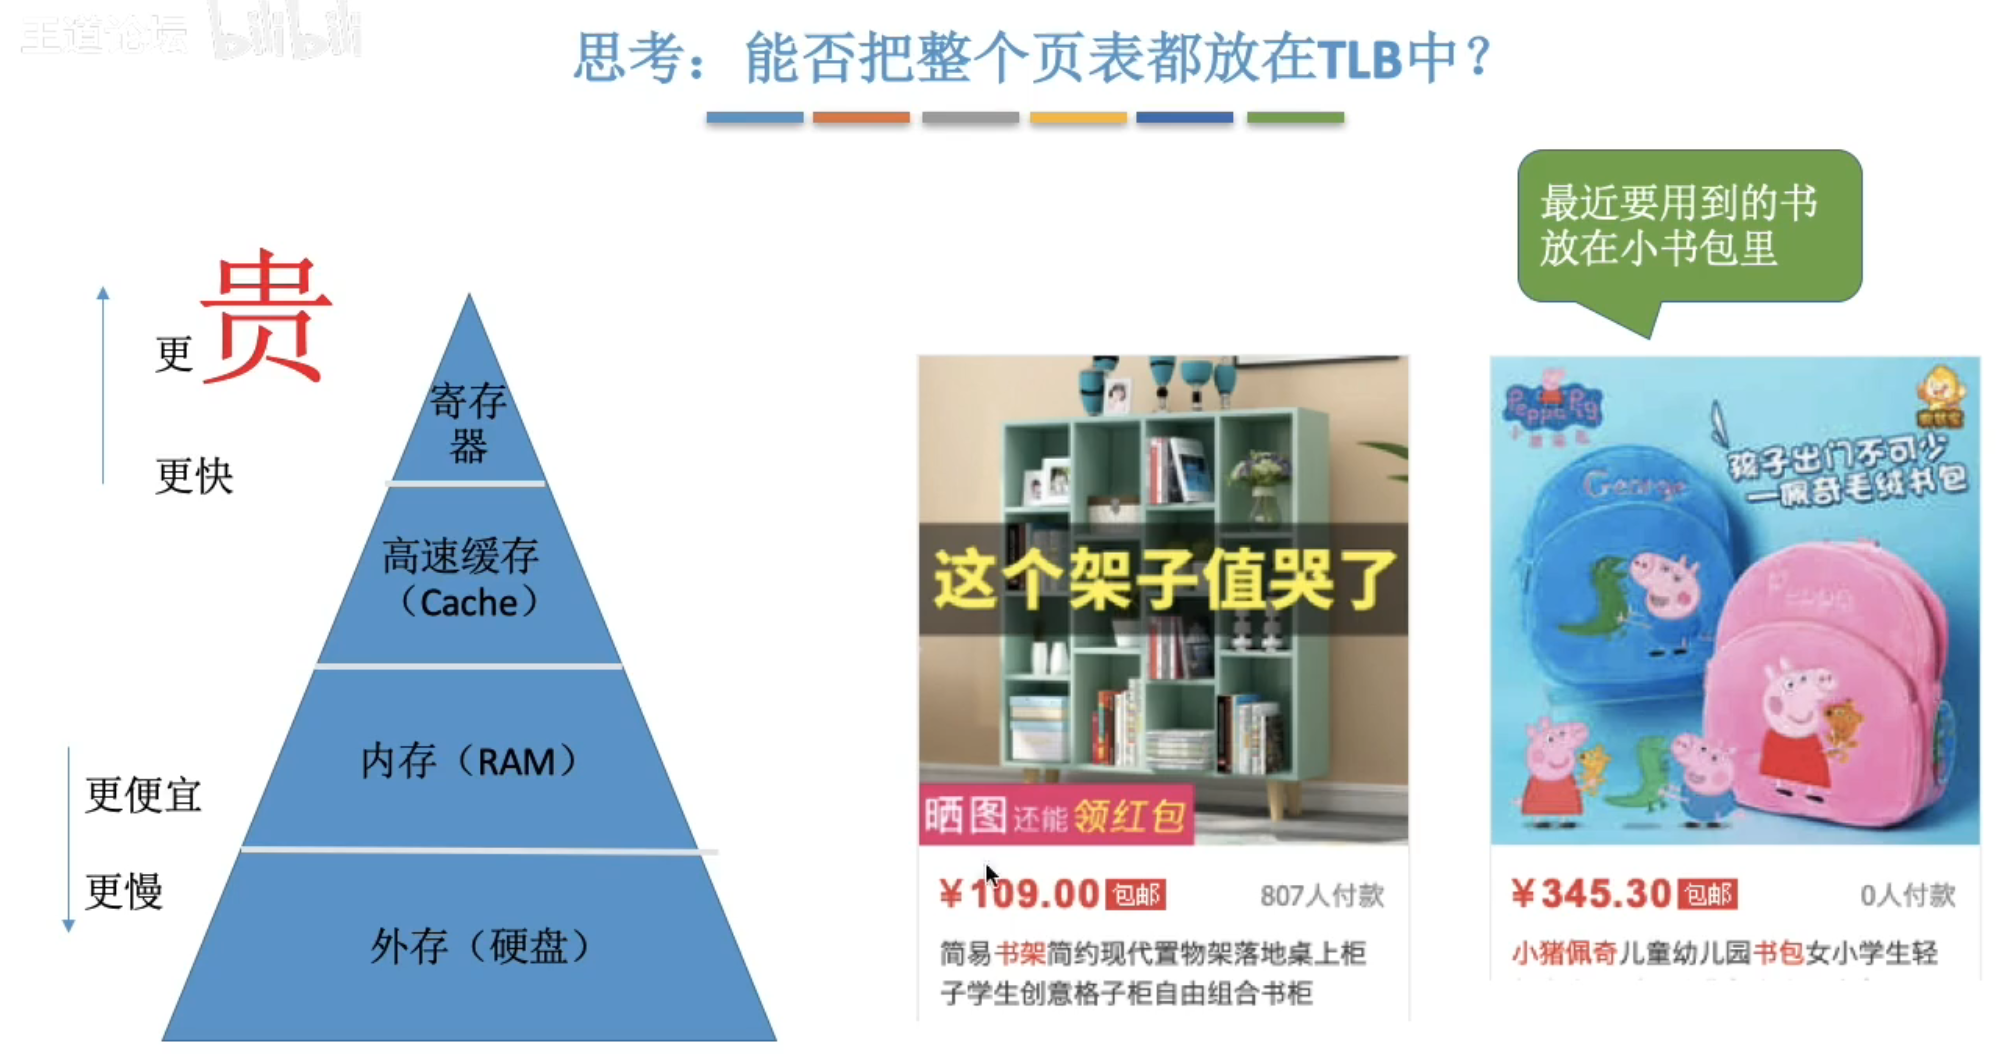 王道论坛 bilibili
思考：能否把整个页表都放在TLB中？
最近要用到的书
放在小书包里
更贵
更快
寄存
器
高速缓存
（Cache）
内存（RAM）
更便宜
更慢
外存（硬盘）
这个架子值哭了
晒图还能领红包
¥109.00 包邮 807人付款
简易书架简约现代置物架落地桌上柜
子学生创意格子柜自由组合书柜
Peppa Pig
小猪佩奇
孩子出门不可少
一佩奇毛绒书包
George
Peppa
¥345.30 包邮 0人付款
小猪佩奇儿童幼儿园书包女小学生轻